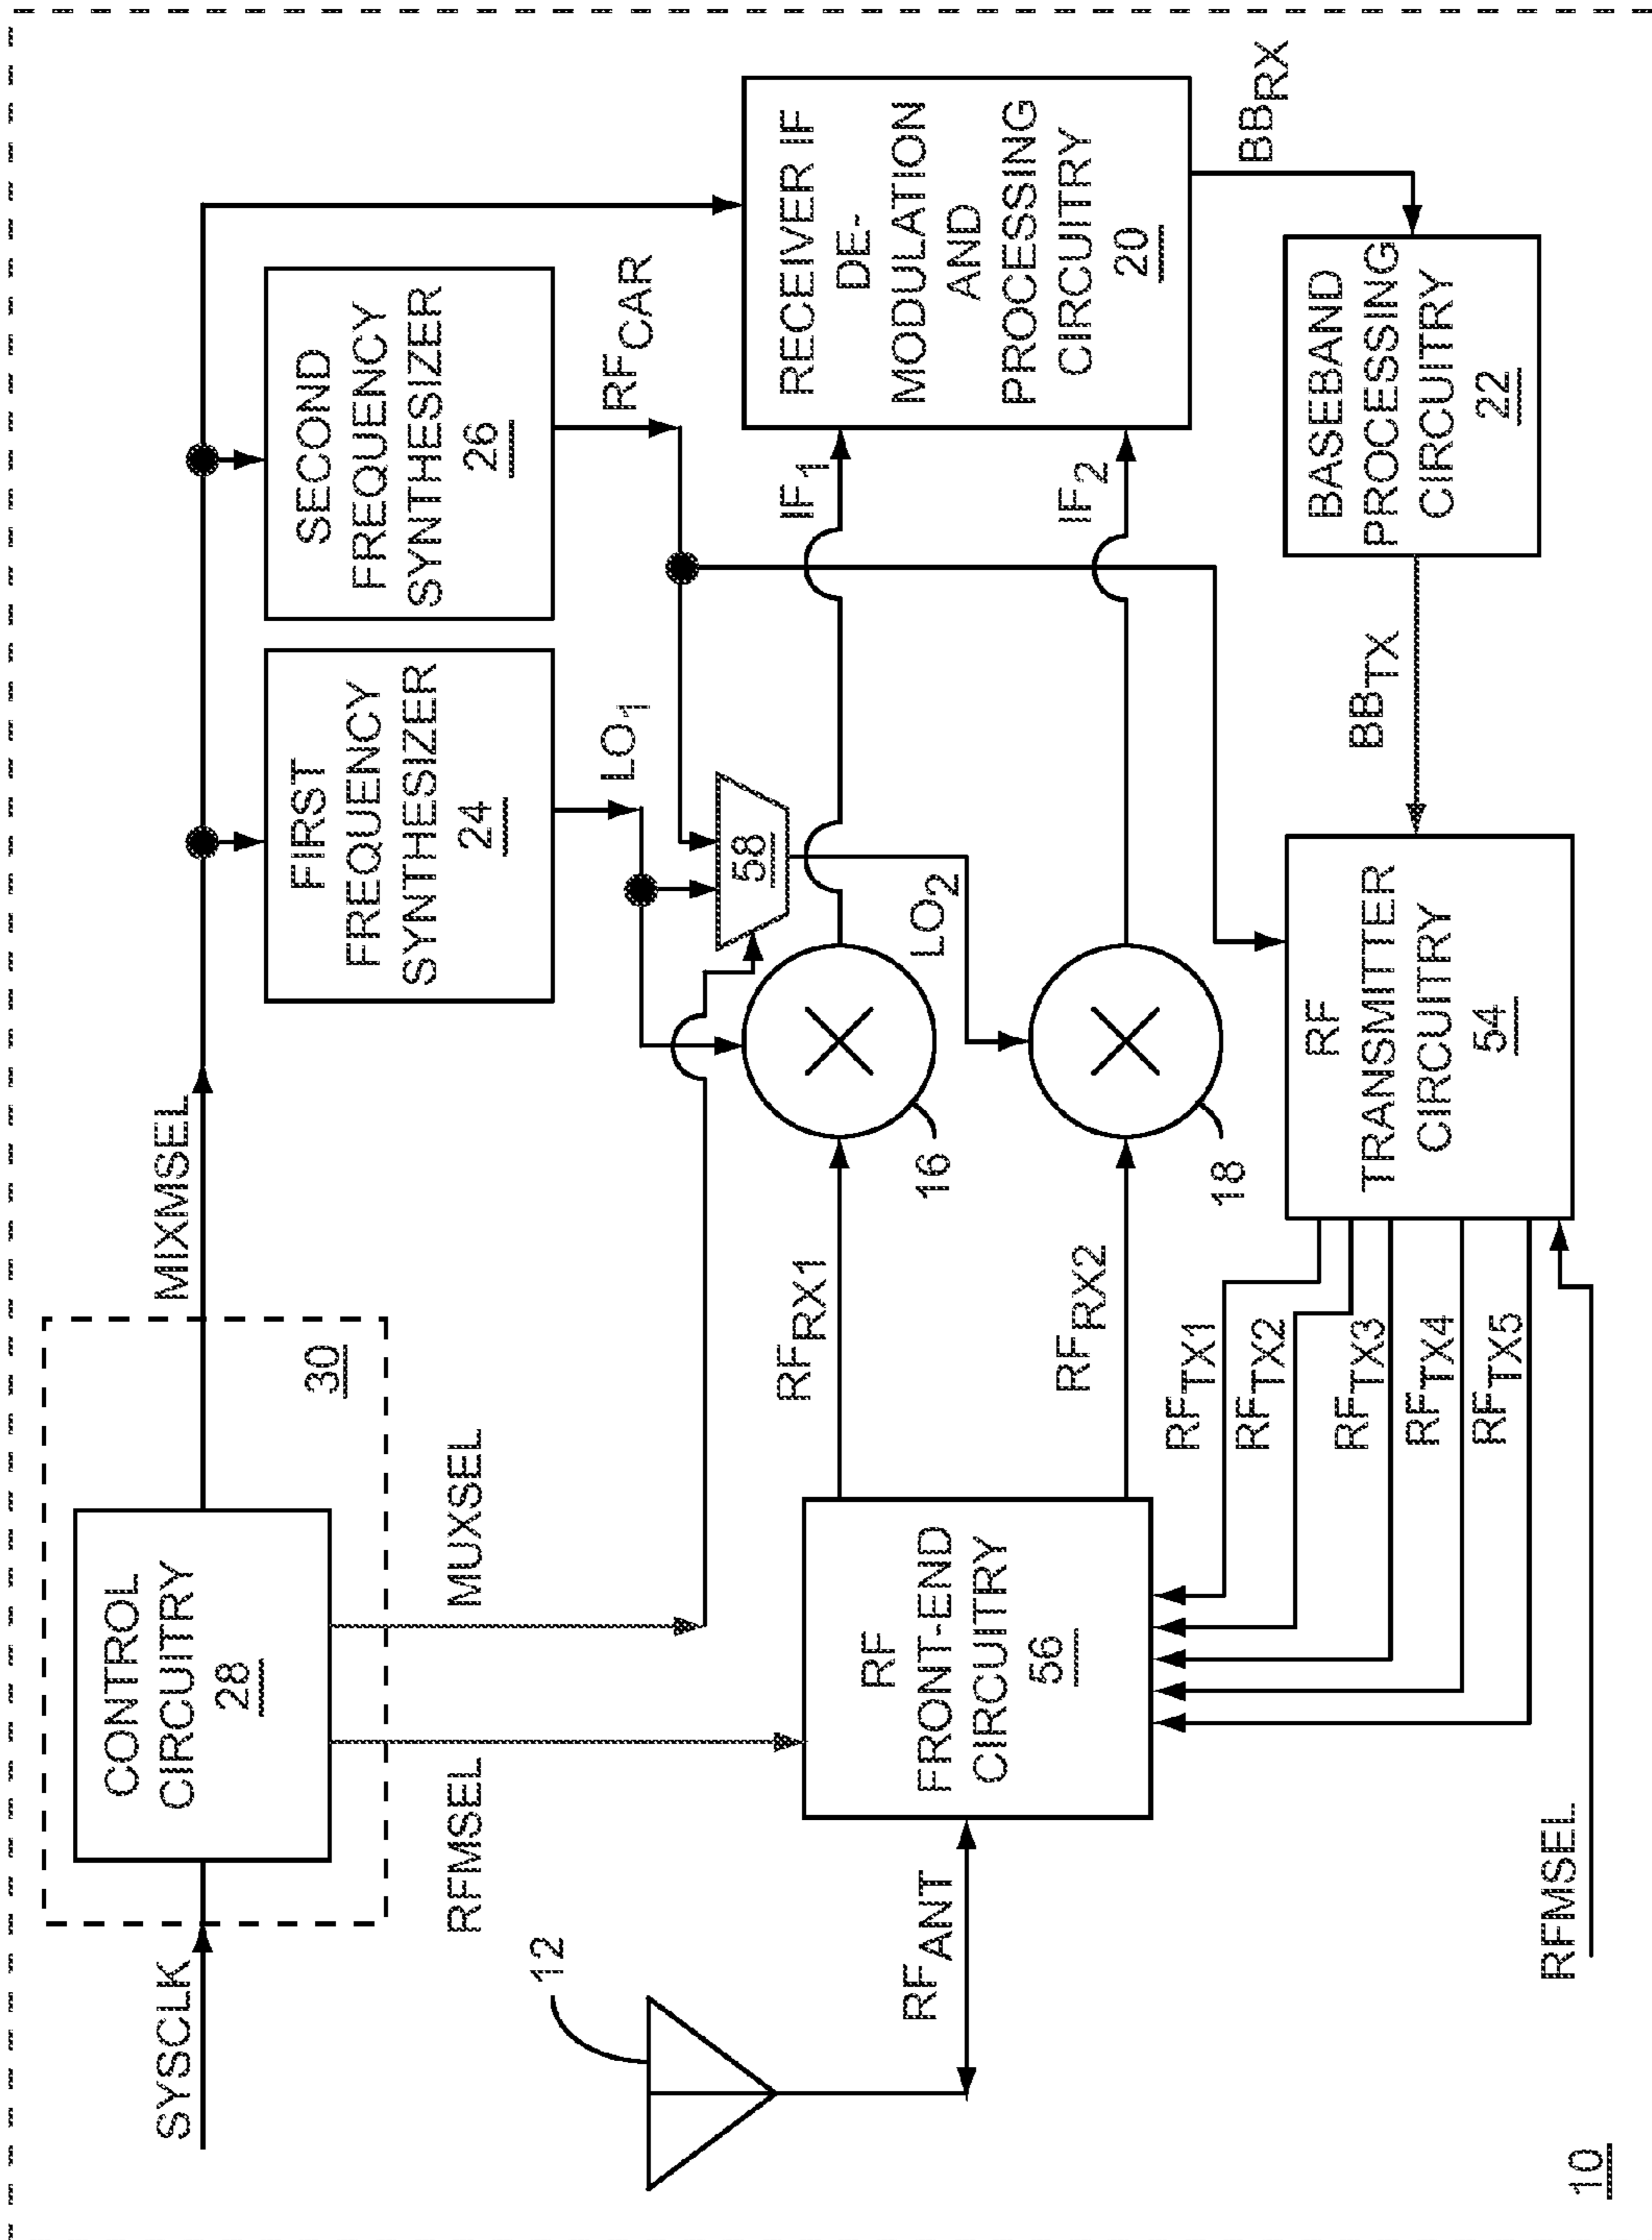 SYSCLK
CONTROL
CIRCUITRY
28
30
MIXMSEL
RFMSEL
MUXSEL
FIRST
FREQUENCY
SYNTHESIZER
24
SECOND
FREQUENCY
SYNTHESIZER
26
LO1
RFCAR
12
RFANT
RF
FRONT-END
CIRCUITRY
56
RFRX1
RFRX2
16
18
58
LO2
IF1
IF2
RECEIVER IF
DE-
MODULATION
AND
PROCESSING
CIRCUITRY
20
BBRX
BASEBAND
PROCESSING
CIRCUITRY
22
BBTX
RF
TRANSMITTER
CIRCUITRY
54
RFTX1
RFTX2
RFTX3
RFTX4
RFTX5
RFMSEL
10